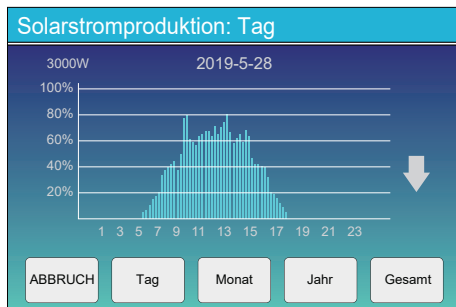 Solarstromproduktion: Tag
3000W 2019-5-28
100%
80%
60%
40%
20%
1 3 5 7 9 11 13 15 17 19 21 23
ABBRUCH Tag Monat Jahr Gesamt